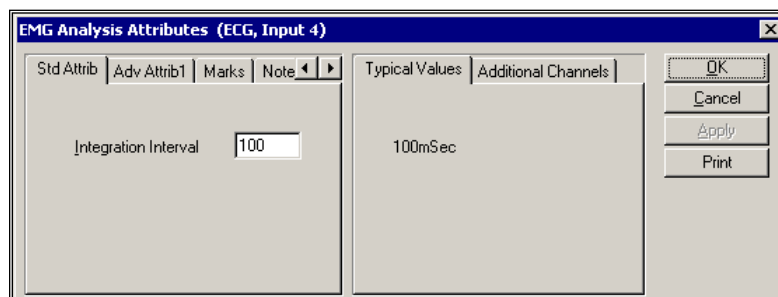 EMG Analysis Attributes (ECG, Input 4)
Std Attrib Adv Attrib1 Marks Note
Typical Values Additional Channels
Integration Interval 100
100mSec
OK
Cancel
Apply
Print